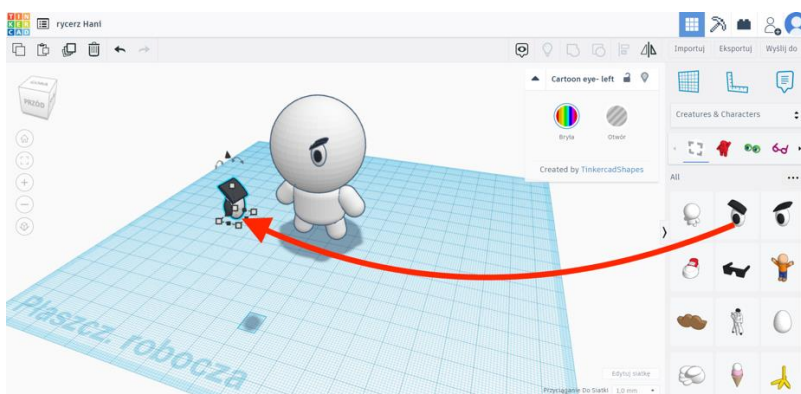 TIN
KER
CAD
rycerz Hani
Importuj Eksportuj Wyślij do
Cartoon eye- left
Bryła Otwór
Created by TinkercadShapes
Creatures & Characters
All
PRZÓD
Płaszcz. robocza
Edytuj siatkę
Przyciąganie Do Siatki 1,0 mm